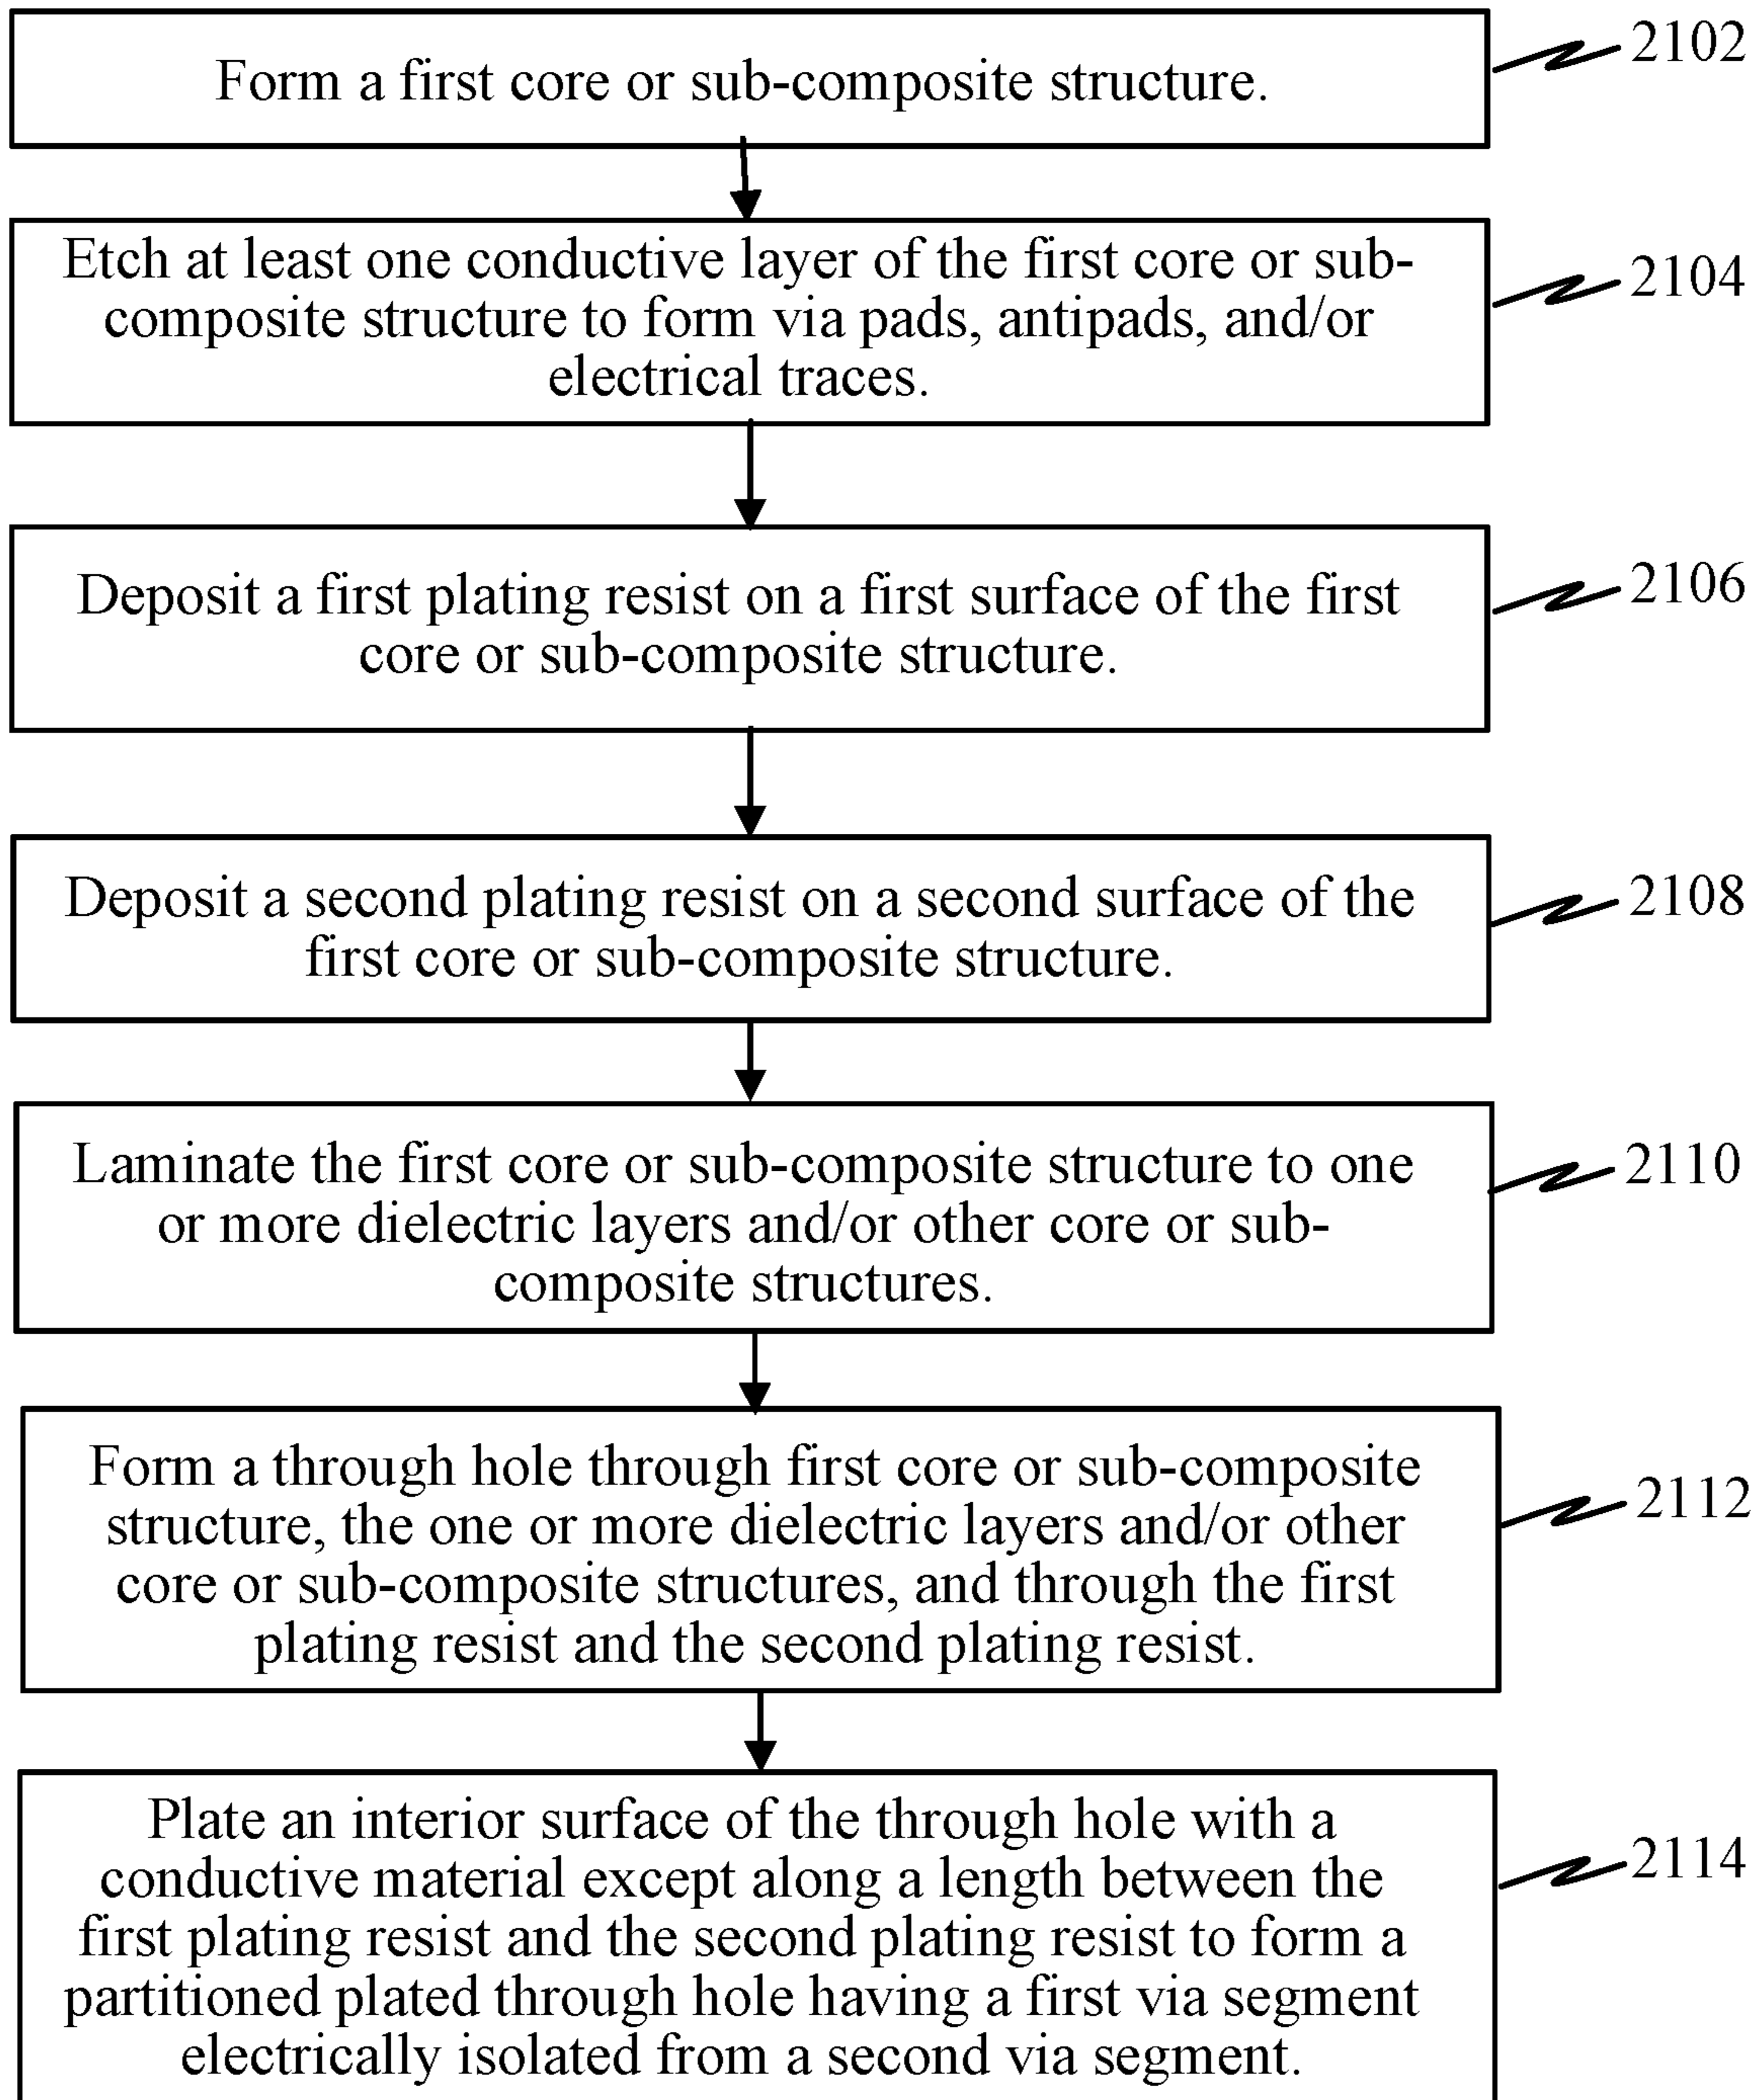 Form a first core or sub-composite structure.
2102
Etch at least one conductive layer of the first core or sub-
composite structure to form via pads, antipads, and/or
electrical traces.
2104
Deposit a first plating resist on a first surface of the first
core or sub-composite structure.
2106
Deposit a second plating resist on a second surface of the
first core or sub-composite structure.
2108
Laminate the first core or sub-composite structure to one
or more dielectric layers and/or other core or sub-
composite structures.
2110
Form a through hole through first core or sub-composite
structure, the one or more dielectric layers and/or other
core or sub-composite structures, and through the first
plating resist and the second plating resist.
2112
Plate an interior surface of the through hole with a
conductive material except along a length between the
first plating resist and the second plating resist to form a
partitioned plated through hole having a first via segment
electrically isolated from a second via segment.
2114